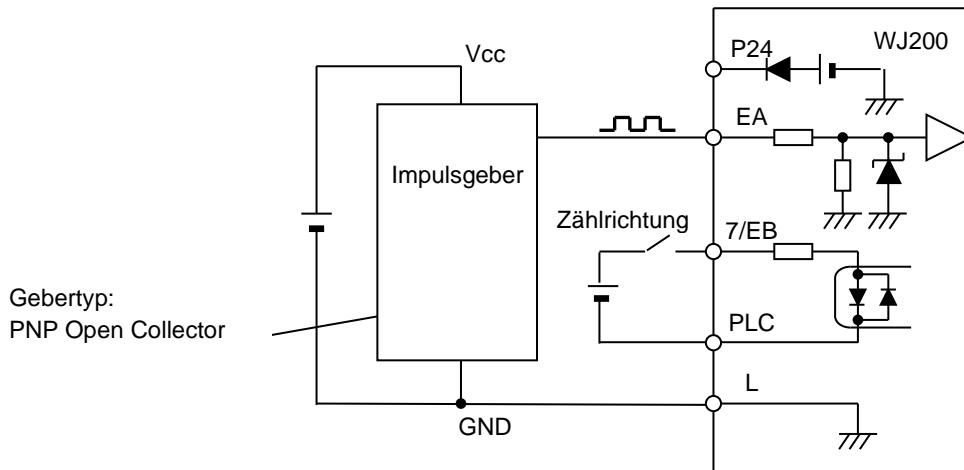 WJ200
P24
Vcc
EA
Impulsgeber
Zählrichtung
7/EB
Gebertyp:
PNP Open Collector
PLC
L
GND